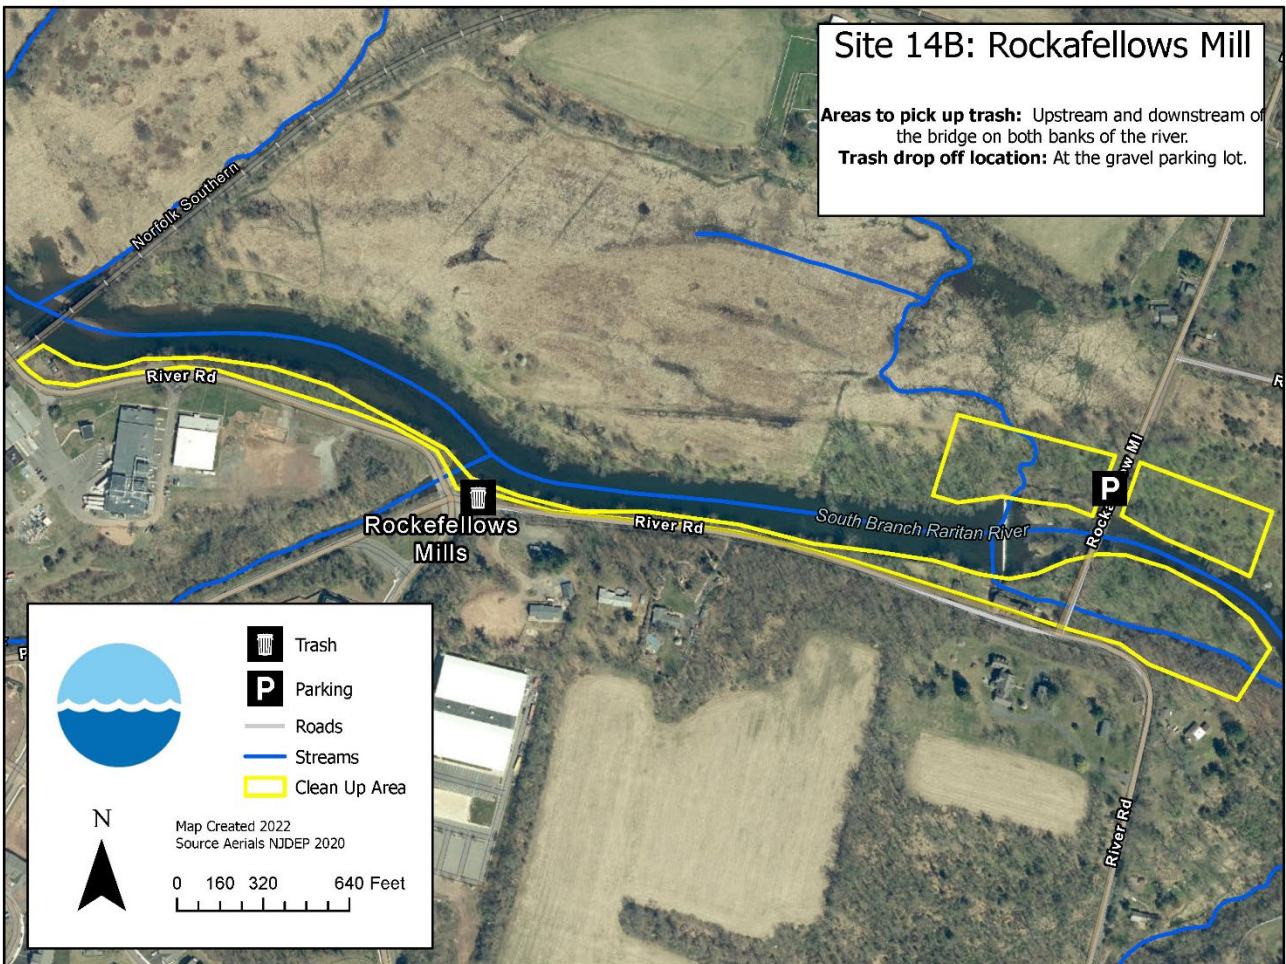 Site 14B: Rockafellows Mill
Areas to pick up trash: Upstream and downstream of
the bridge on both banks of the river.
Trash drop off location: At the gravel parking lot.
Norfolk Southern
River Rd
Rockefellows
Mills
River Rd
South Branch Raritan River
P
River Rd
Trash
P
Parking
Roads
Streams
Clean Up Area
N
Map Created 2022
Source Aerials NJDEP 2020
0 160 320 640 Feet